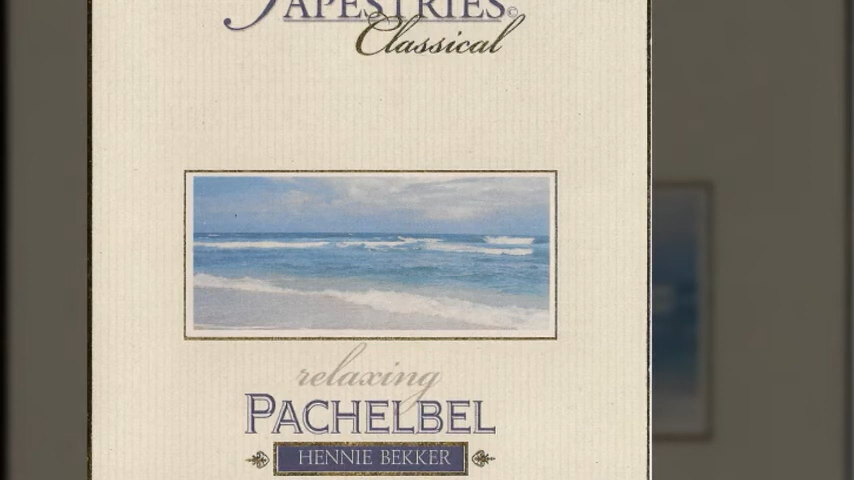 TAPESTRIES©
Classical
relaxing
PACHELBEL
HENNIE BEKKER